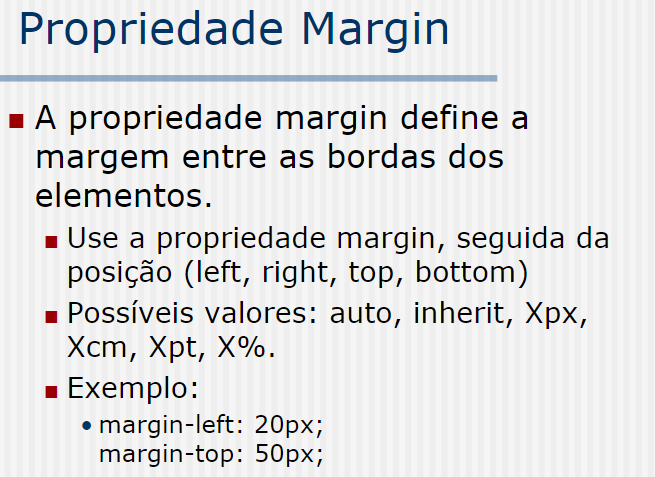 Propriedade Margin
A propriedade margin define a
margem entre as bordas dos
elementos.
Use a propriedade margin, seguida da
posição (left, right, top, bottom)
Possíveis valores: auto, inherit, Xpx,
Xcm, Xpt, X%.
Exemplo:
margin-left: 20px;
margin-top: 50px;